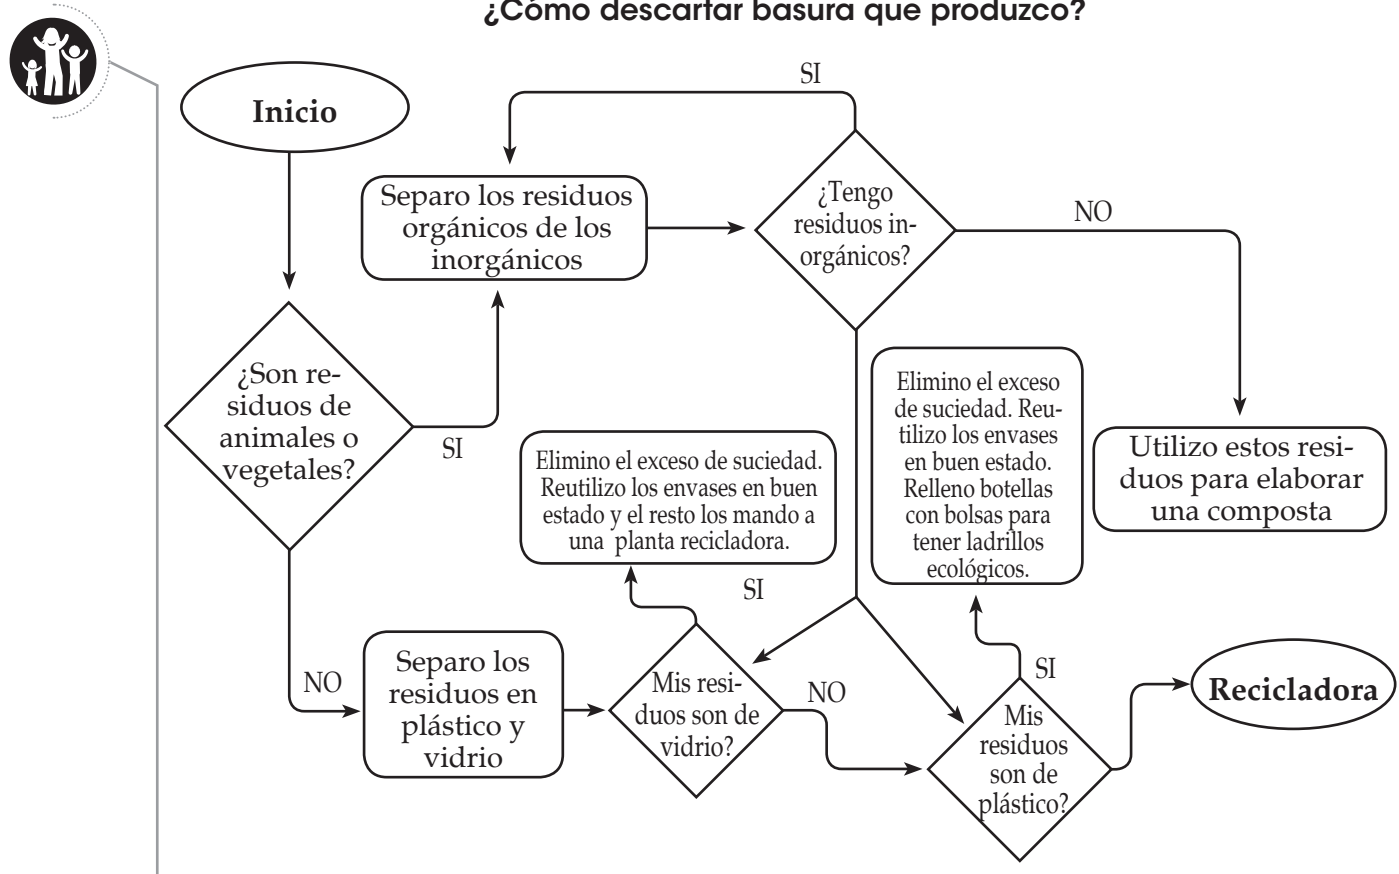 ¿Cómo descartar basura que produzco?
Inicio
SI
Separo los residuos
orgánicos de los
inorgánicos
¿Tengo
residuos in-
orgánicos?
NO
¿Son re-
siduos de
animales o
vegetales?
SI
Elimino el exceso de suciedad.
Reutilizo los envases en buen
estado y el resto los mando a
una planta recicladora.
Elimino el exceso
de suciedad. Reu-
tilizo los envases
en buen estado.
Relleno botellas
con bolsas para
tener ladrillos
ecológicos.
Utilizo estos resi-
duos para elaborar
una composta
SI
NO
Separo los
residuos en
plástico y
vidrio
Mis resi-
duos son de
vidrio?
NO
SI
Mis
residuos
son de
plástico?
Recicladora